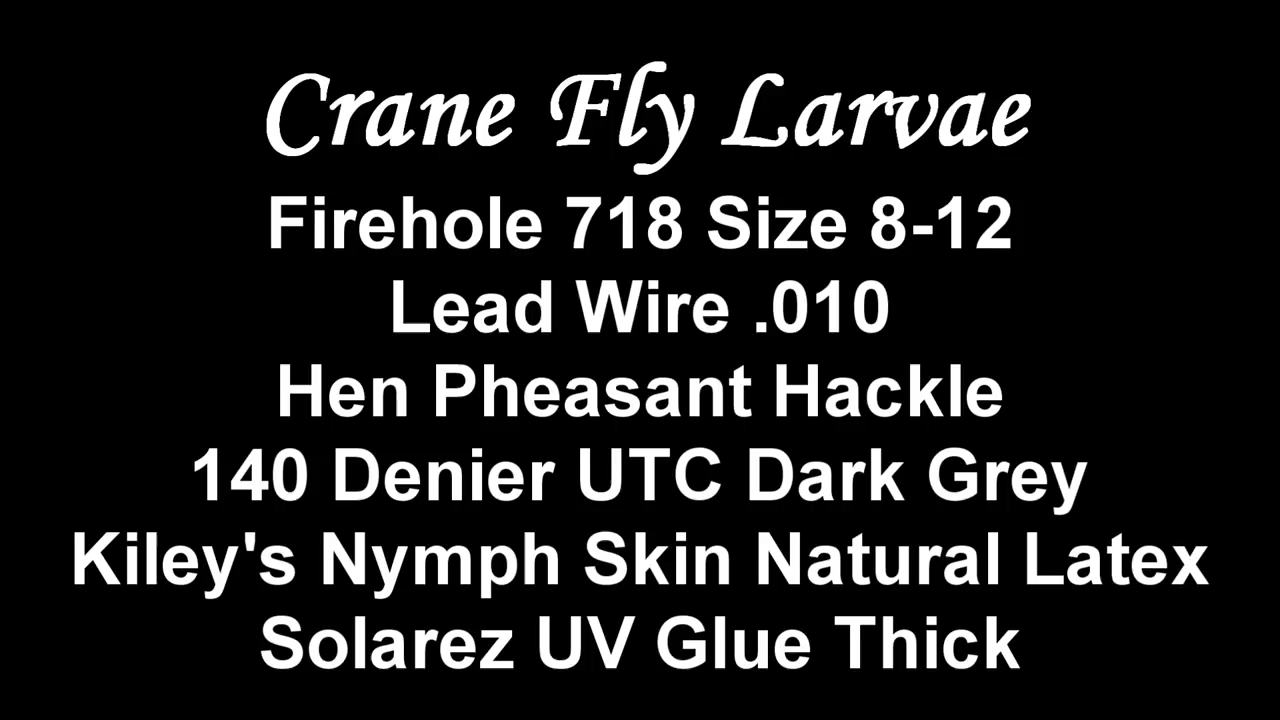 Crane Fly Larvae
Firehole 718 Size 8-12
Lead Wire .010
Hen Pheasant Hackle
140 Denier UTC Dark Grey
Kiley's Nymph Skin Natural Latex
Solarez UV Glue Thick